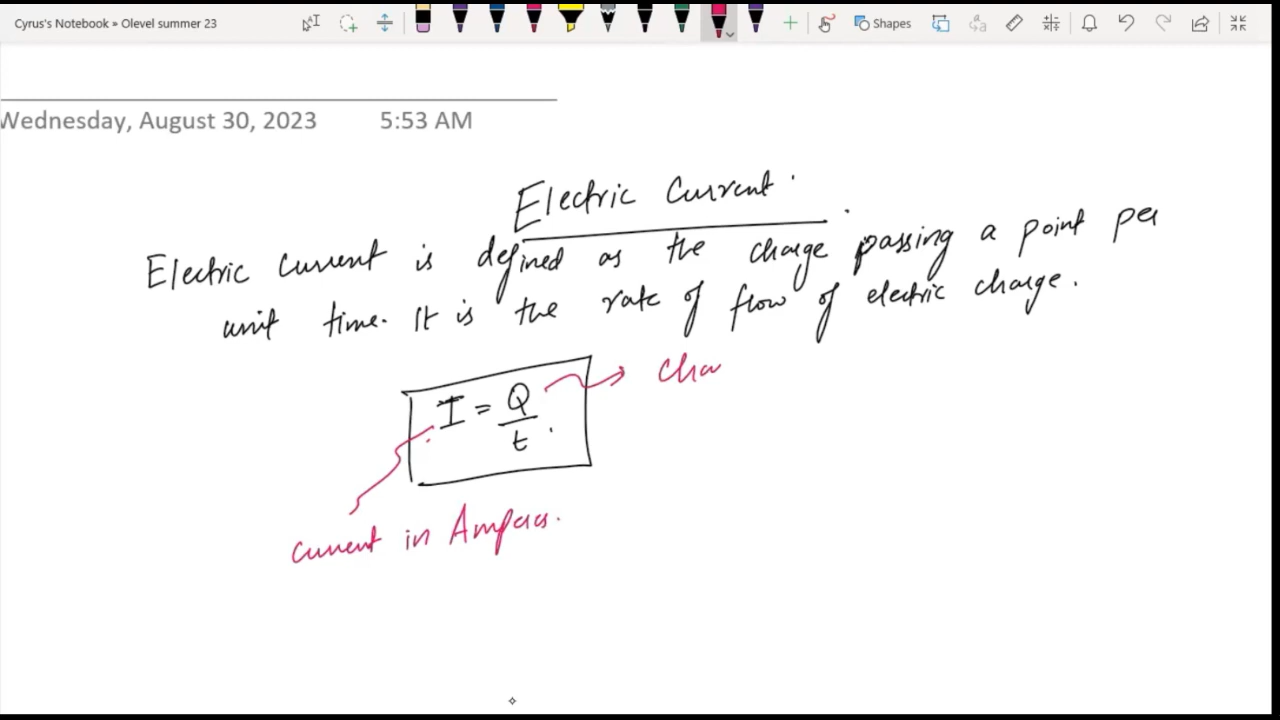 Cyrus's Notebook » Olevel summer 23
Shapes
Wednesday, August 30, 2023 5:53 AM
Electric Current.
Electric current is defined as the charge passing a point per
unit time. It is the rate of flow of electric charge.
I = Q/t.
Cha
current in Amperes.